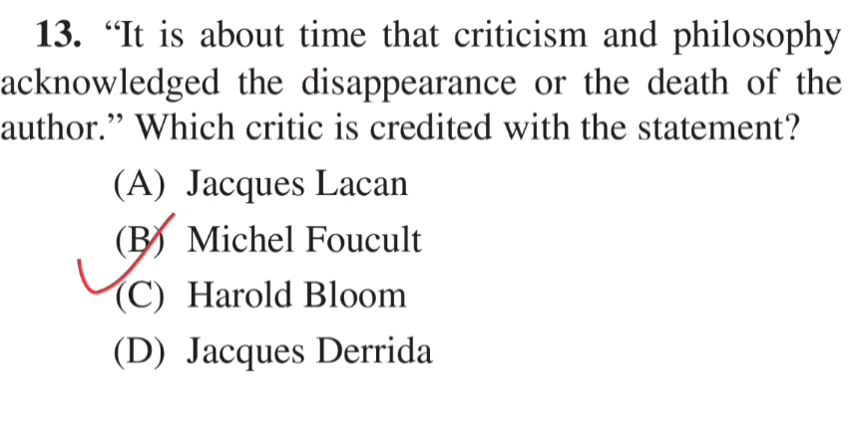 13. “It is about time that criticism and philosophy
acknowledged the disappearance or the death of the
author.” Which critic is credited with the statement?
(A) Jacques Lacan
(B) Michel Foucult
(C) Harold Bloom
(D) Jacques Derrida